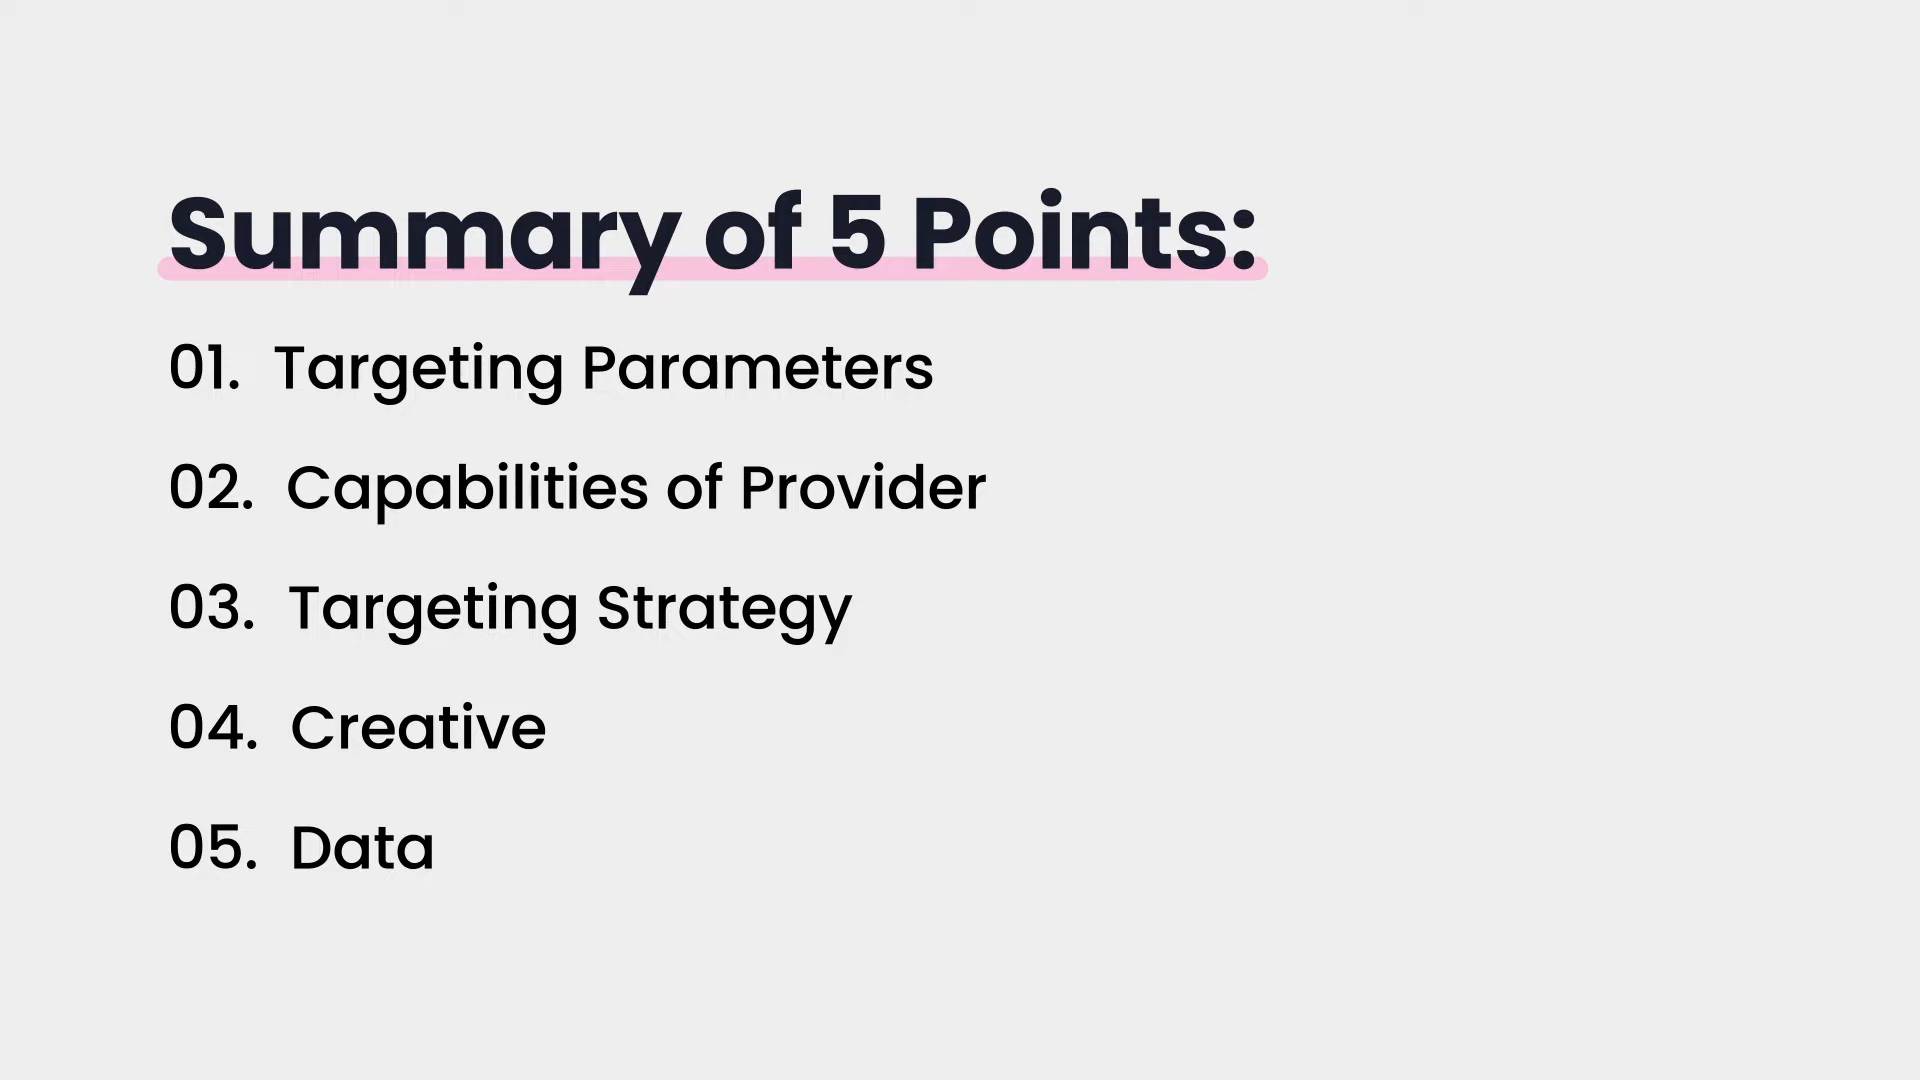 Summary of 5 Points:
01. Targeting Parameters
02. Capabilities of Provider
03. Targeting Strategy
04. Creative
05. Data